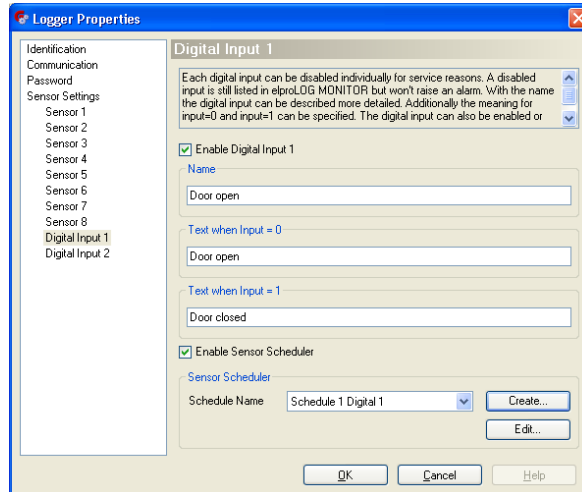 Logger Properties
Identification
Communication
Password
Sensor Settings
Sensor 1
Sensor 2
Sensor 3
Sensor 4
Sensor 5
Sensor 6
Sensor 7
Sensor 8
Digital Input 1
Digital Input 2
Digital Input 1
Each digital input can be disabled individually for service reasons. A disabled
input is still listed in elproLOG MONITOR but won't raise an alarm. With the name
the digital input can be described more detailed. Additionally the meaning for
input=0 and input=1 can be specified. The digital input can also be enabled or
Enable Digital Input 1
Name
Door open
Text when Input = 0
Door open
Text when Input = 1
Door closed
Enable Sensor Scheduler
Sensor Scheduler
Schedule Name
Schedule 1 Digital 1
Create...
Edit...
OK
Cancel
Help